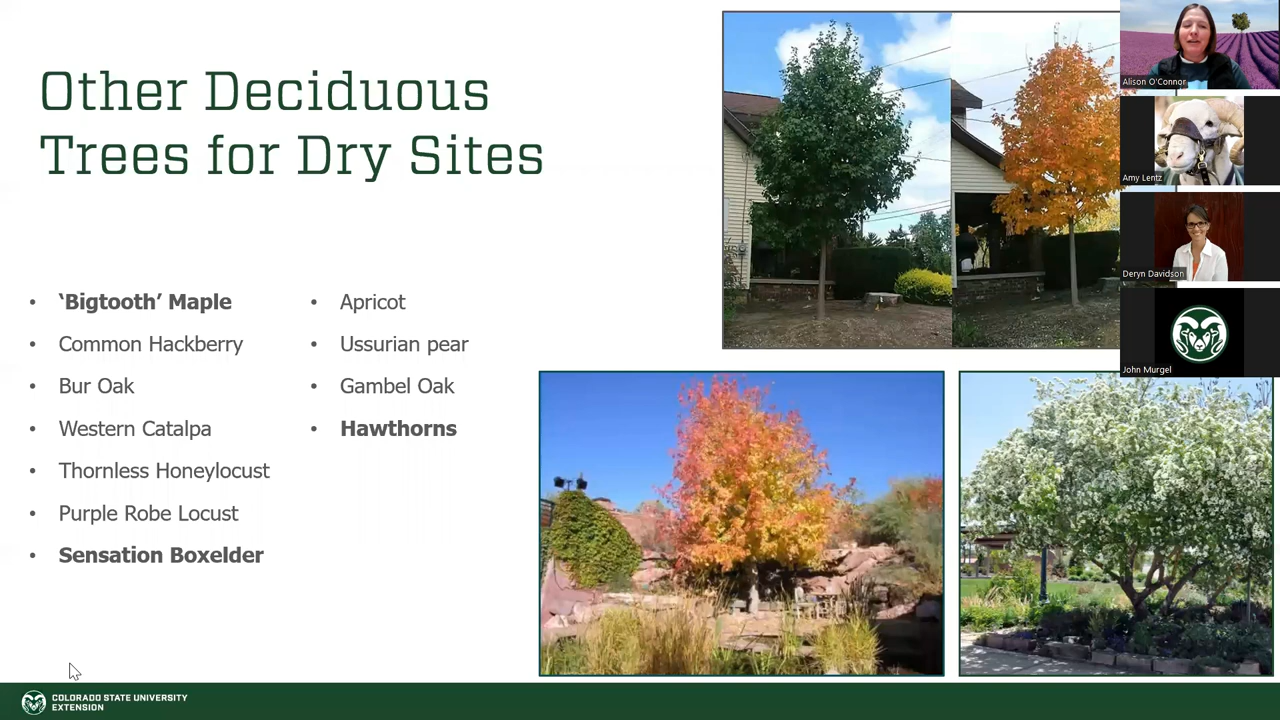 Other Deciduous
Trees for Dry Sites
• ‘Bigtooth’ Maple
• Common Hackberry
• Bur Oak
• Western Catalpa
• Thornless Honeylocust
• Purple Robe Locust
• Sensation Boxelder
• Apricot
• Ussurian pear
• Gambel Oak
• Hawthorns
Alison O'Connor
Amy Lentz
Deryn Davidson
John Murgel
COLORADO STATE UNIVERSITY
EXTENSION